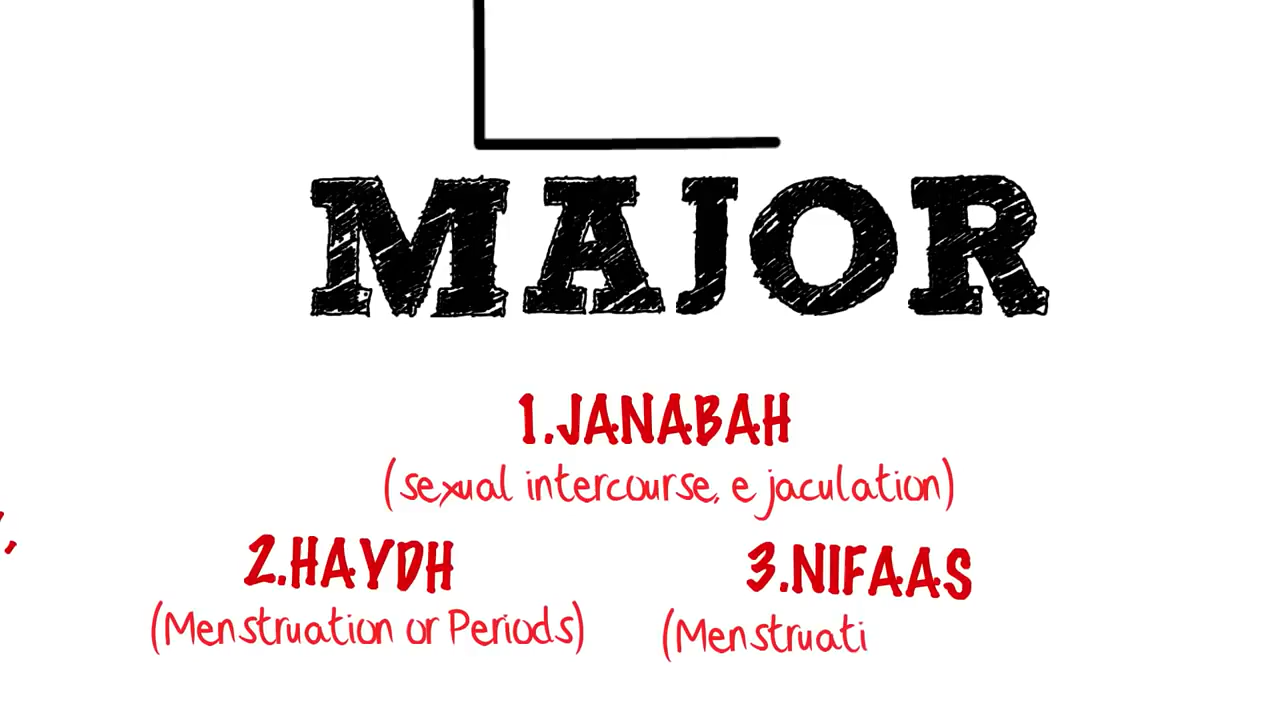 MAJOR
1.JANABAH
(sexual intercourse, ejaculation)
2.HAYDH
(Menstruation or Periods)
3.NIFAAS
(Menstruati